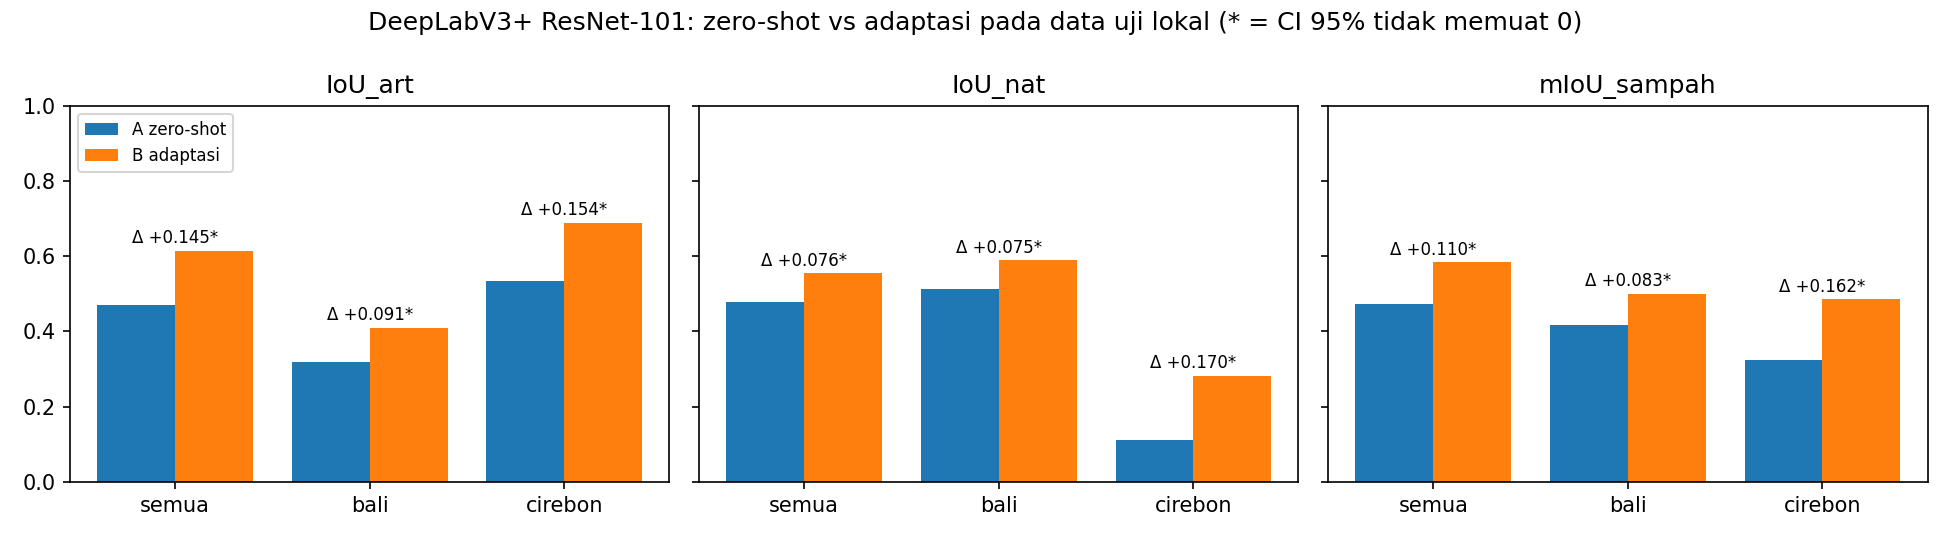 DeepLabV3+ ResNet-101: zero-shot vs adaptasi pada data uji lokal (* = CI 95% tidak memuat 0)
IoU_art
1.0
0.8
0.6
0.4
0.2
0.0
A zero-shot
B adaptasi
Δ +0.145*
Δ +0.091*
Δ +0.154*
semua
bali
cirebon
IoU_nat
Δ +0.076*
Δ +0.075*
Δ +0.170*
semua
bali
cirebon
mIoU_sampah
Δ +0.110*
Δ +0.083*
Δ +0.162*
semua
bali
cirebon